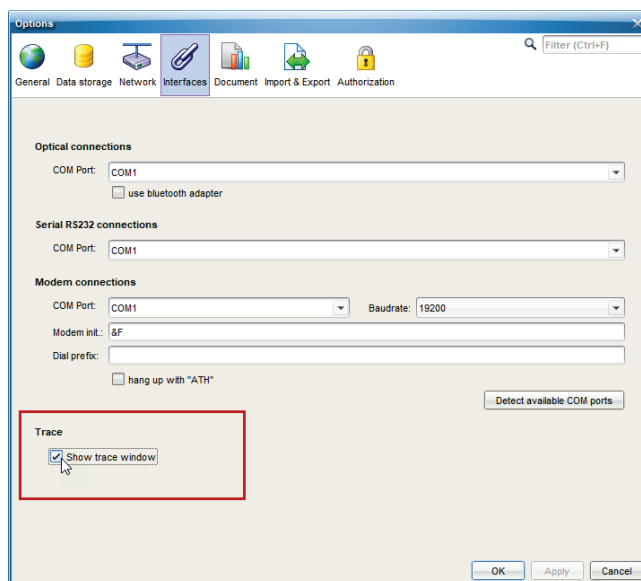 Options
Filter (Ctrl+F)
General Data storage Network Interfaces Document Import & Export Authorization
Optical connections
COM Port: COM1
use bluetooth adapter
Serial RS232 connections
COM Port: COM1
Modem connections
COM Port: COM1 Baudrate: 19200
Modem init.: &F
Dial prefix:
hang up with "ATH"
Detect available COM ports
Trace
Show trace window
OK Apply Cancel